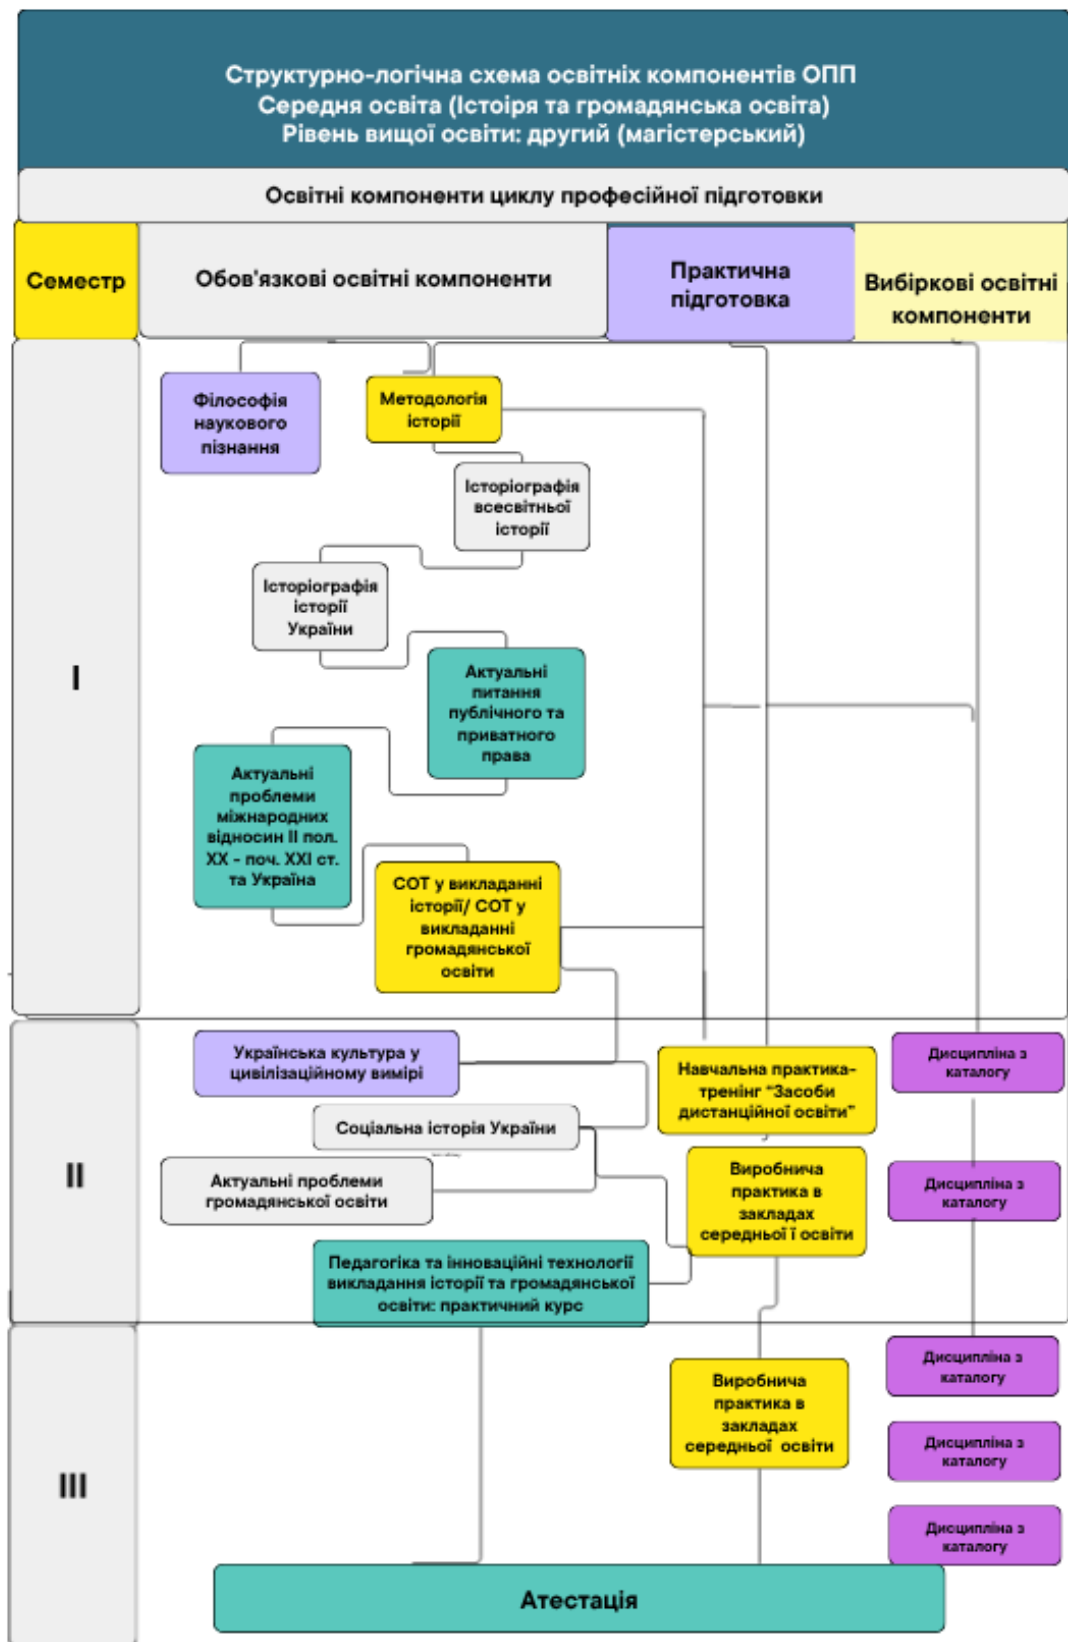 Структурно-логічна схема освітніх компонентів ОПП
Середня освіта (Істоіря та громадянська освіта)
Рівень вищої освіти: другий (магістерський)
Освітні компоненти циклу професійної підготовки
Семестр
Обов'язкові освітні компоненти
Практична
підготовка
Вибіркові освітні
компоненти
I
Філософія
наукового
пізнання
Методологія
історії
Історіографія
всесвітньої
історії
Історіографія
історії
України
Актуальні
питання
публічного та
приватного
права
Актуальні
проблеми
міжнародних
відносин II пол.
XX - поч. XXI ст.
та Україна
СОТ у викладанні
історії/ СОТ у
викладанні
громадянської
освіти
II
Українська культура у
цивілізаційному вимірі
Соціальна історія України
Актуальні проблеми
громадянської освіти
Педагогіка та інноваційні технології
викладання історії та громадянської
освіти: практичний курс
Навчальна практика-
тренінг “Засоби
дистанційної освіти”
Виробнича
практика в
закладах
середньої ї освіти
Дисципліна з
каталогу
Дисципліна з
каталогу
III
Виробнича
практика в
закладах
середньої освіти
Дисципліна з
каталогу
Дисципліна з
каталогу
Дисципліна з
каталогу
Атестація